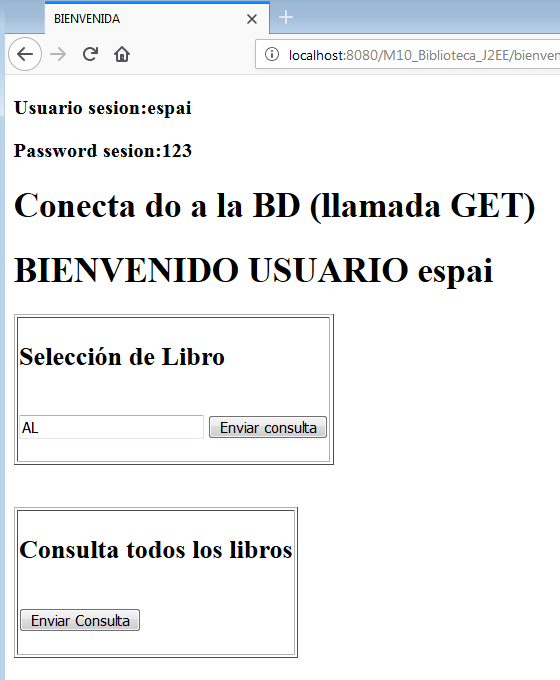 BIENVENIDA
localhost:8080/M10_Biblioteca_J2EE/bienven
Usuario sesion:espai
Password sesion:123
Conecta do a la BD (llamada GET)
BIENVENIDO USUARIO espai
Selección de Libro
AL Enviar consulta
Consulta todos los libros
Enviar Consulta